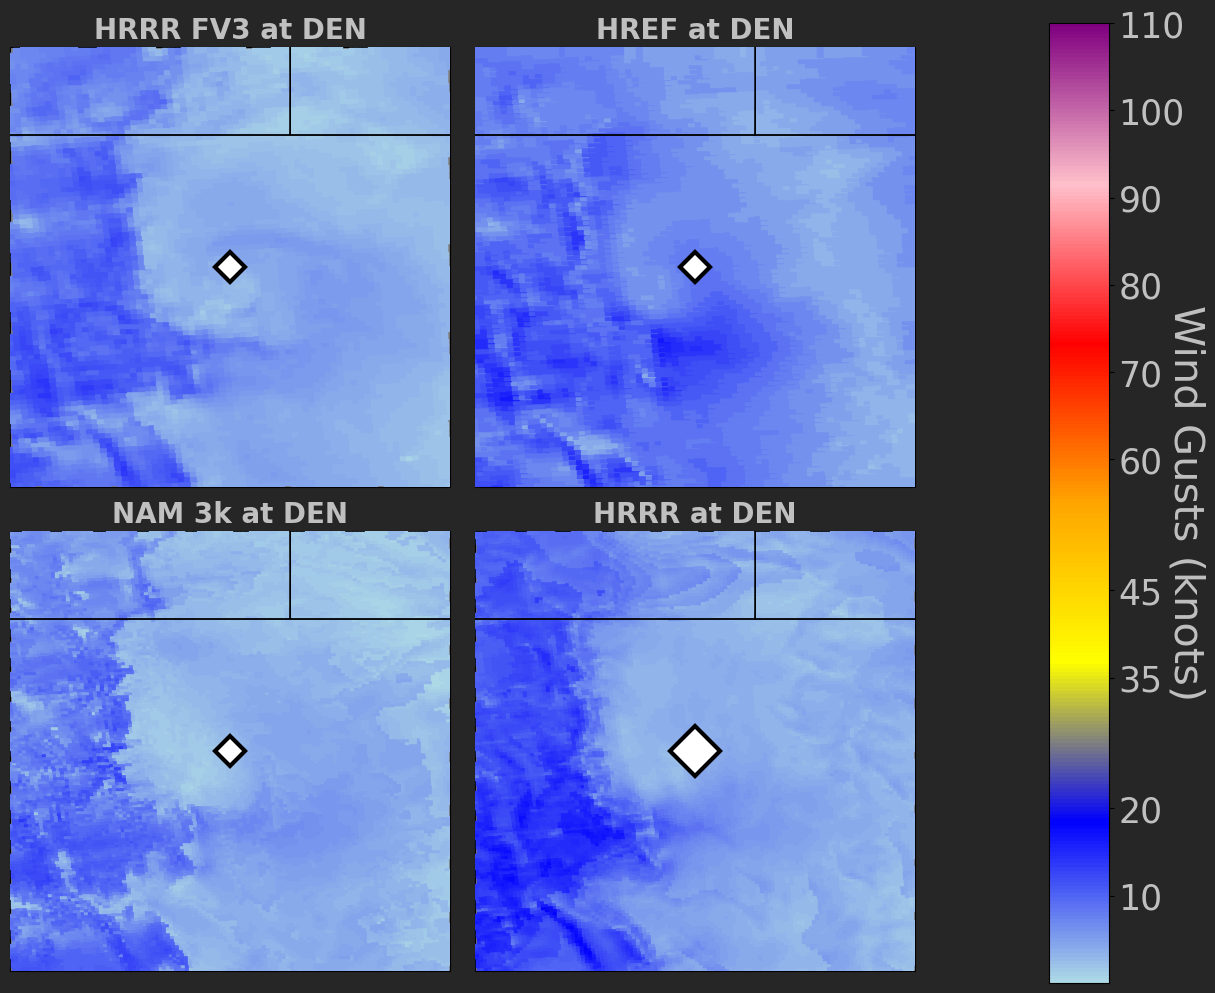 HRRR FV3 at DEN
HREF at DEN
NAM 3k at DEN
HRRR at DEN
110
100
90
80
70
60
45
35
20
10
Wind Gusts (knots)